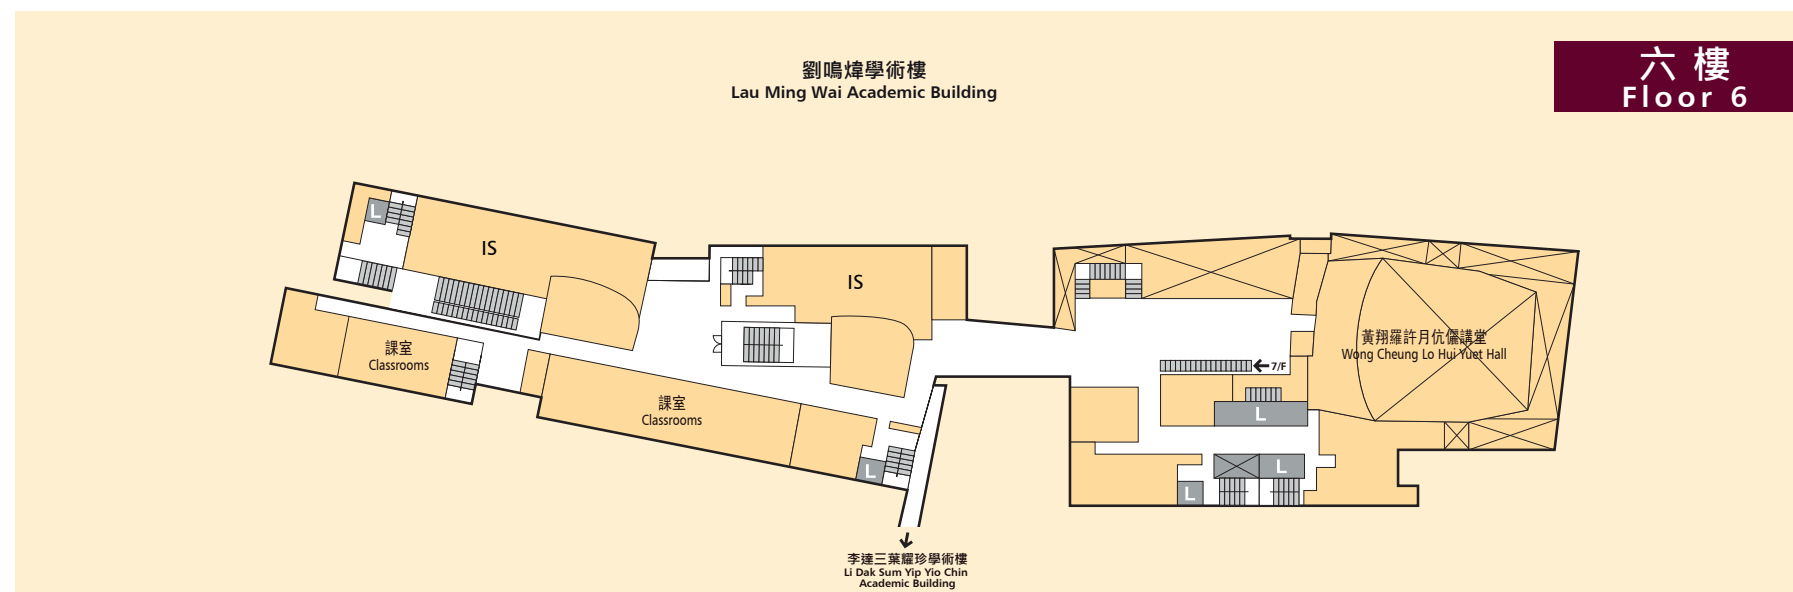 劉鳴煒學術樓
Lau Ming Wai Academic Building
六樓
Floor 6
L
IS
IS
課室
Classrooms
課室
Classrooms
L
黃翔羅許月伉儷講堂
Wong Cheung Lo Hui Yuet Hall
7/F
L
L
L
李達三葉耀珍學術樓
Li Dak Sum Yip Yio Chin
Academic Building